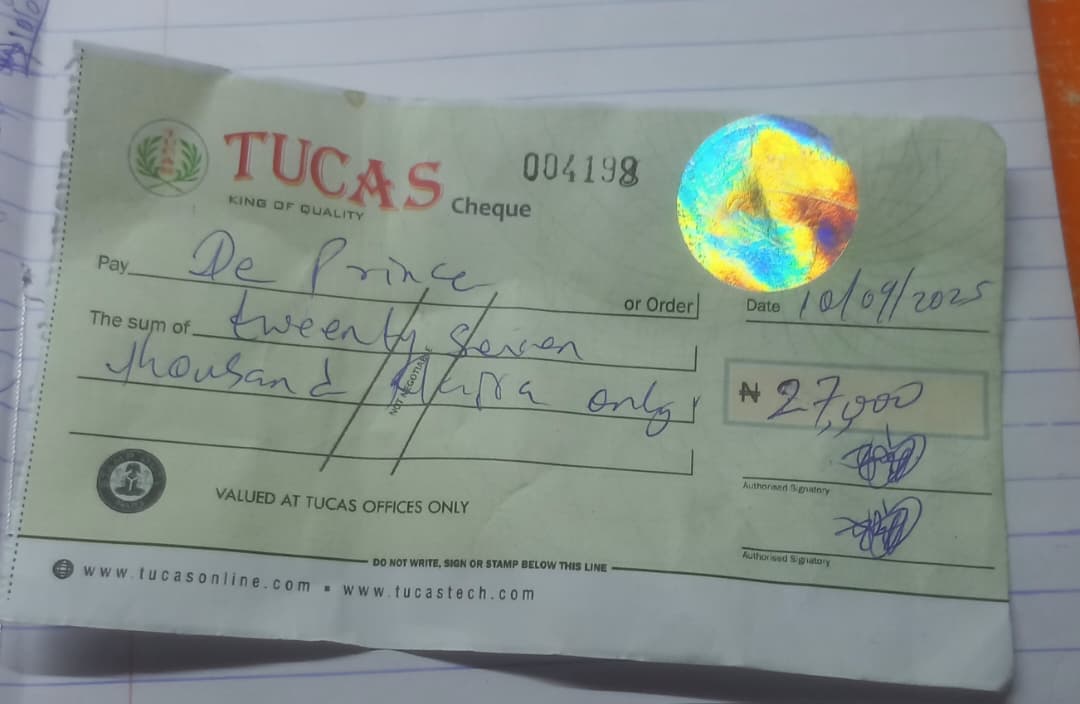 TUCAS
KING OF QUALITY
Cheque
004198
Pay De Prince or Order
Date 10/09/2025
The sum of twenty seven
thousand Naira only
NOT NEGOTIABLE
₦ 27,000
Authorised Signatory
Authorised Signatory
VALUED AT TUCAS OFFICES ONLY
DO NOT WRITE, SIGN OR STAMP BELOW THIS LINE
www.tucasonline.com ▪ www.tucastech.com